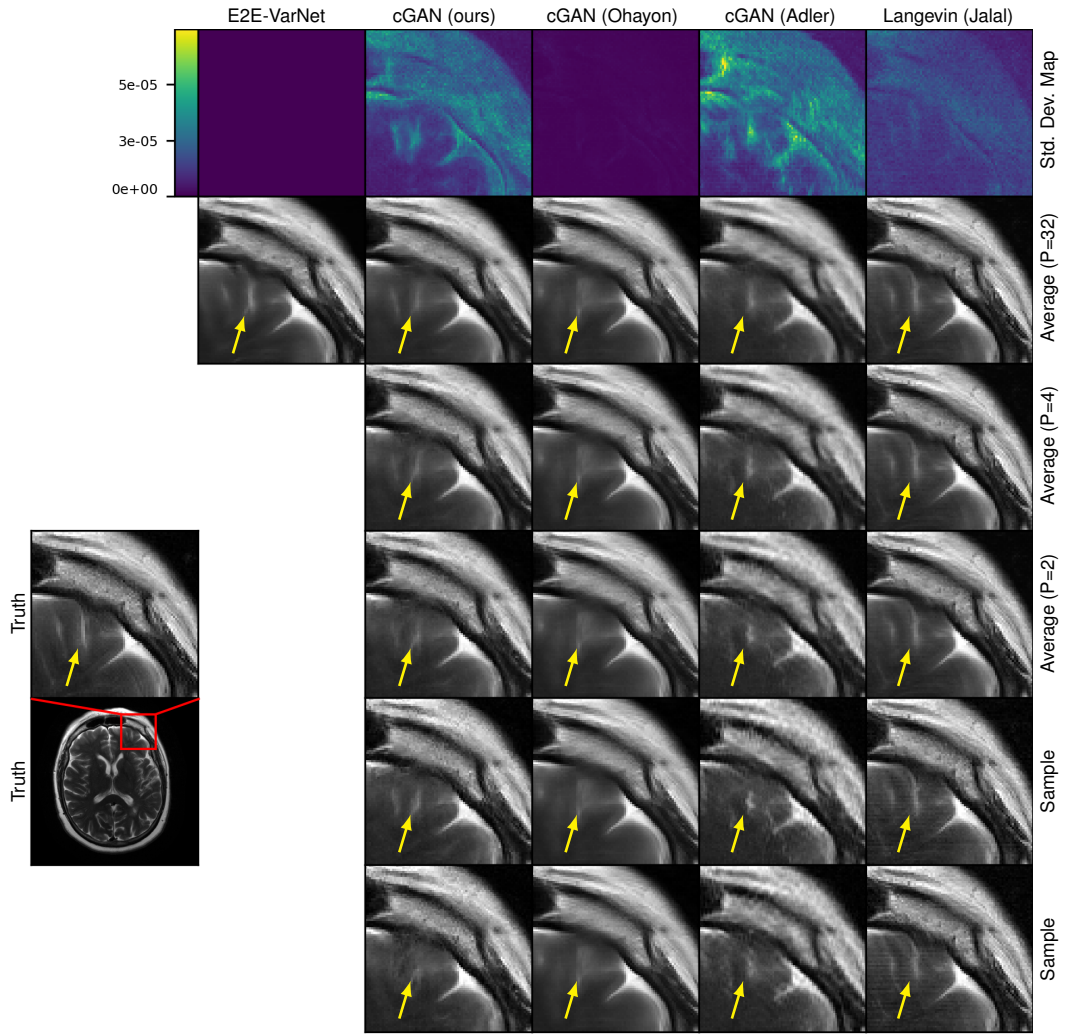 E2E-VarNet
cGAN (ours)
cGAN (Ohayon)
cGAN (Adler)
Langevin (Jalal)
5e-05
3e-05
0e+00
Std. Dev. Map
Average (P=32)
Average (P=4)
Truth
Average (P=2)
Truth
Sample
Sample